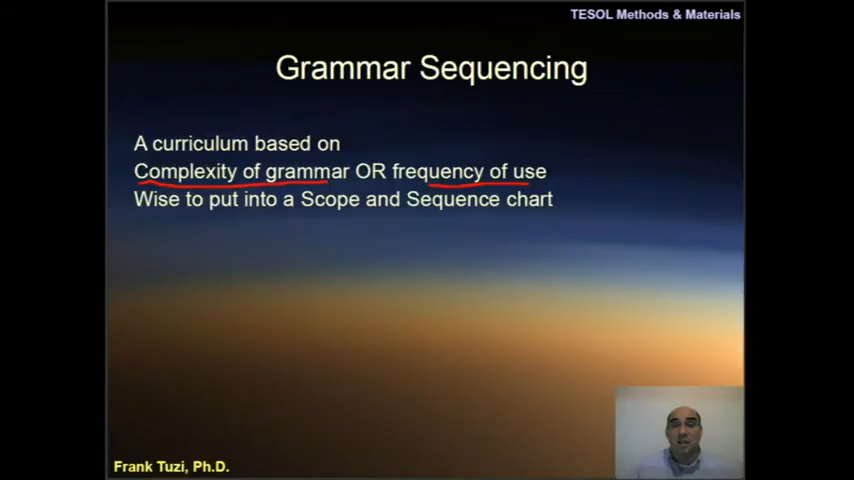 TESOL Methods & Materials
Grammar Sequencing
A curriculum based on
Complexity of grammar OR frequency of use
Wise to put into a Scope and Sequence chart
Frank Tuzi, Ph.D.